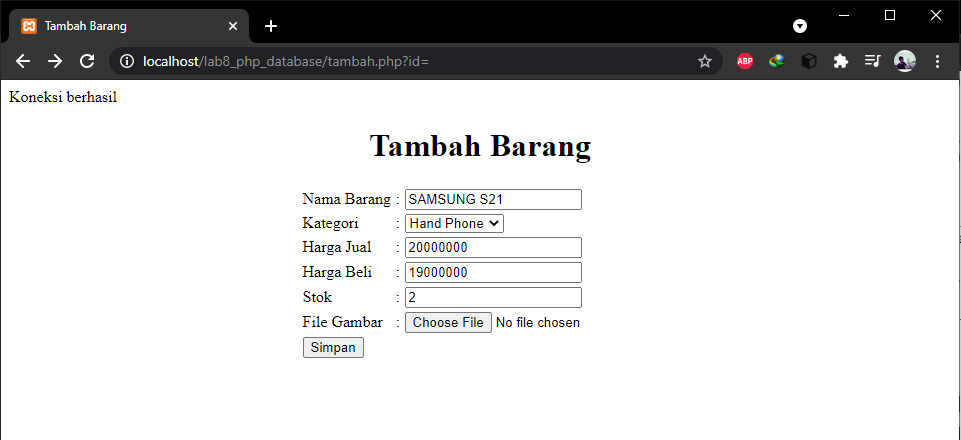 Tambah Barang
localhost/lab8_php_database/tambah.php?id=
ABP
Koneksi berhasil
Tambah Barang
Nama Barang : SAMSUNG S21
Kategori : Hand Phone
Harga Jual : 20000000
Harga Beli : 19000000
Stok : 2
File Gambar : Choose File No file chosen
Simpan